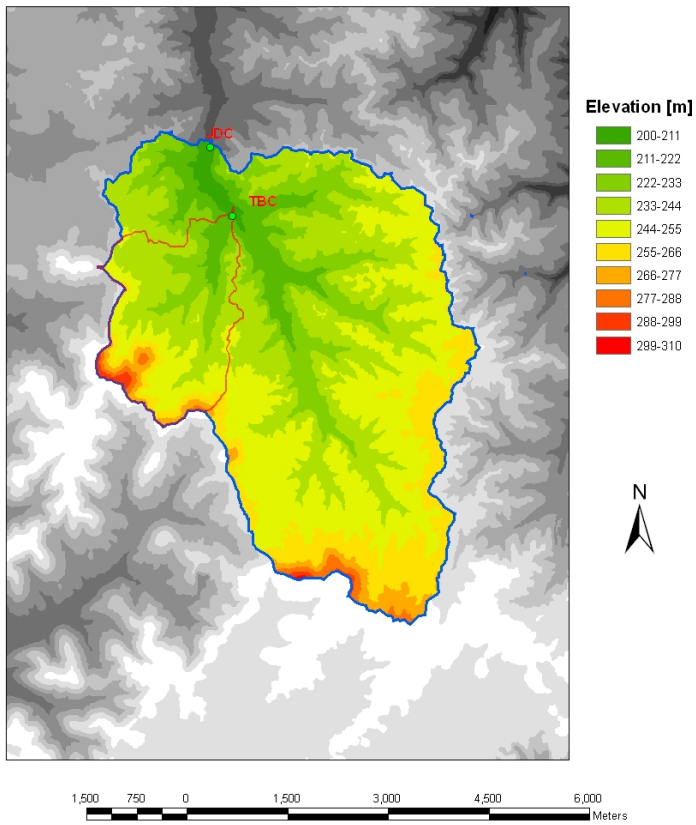 JDC
TBC
Elevation [m]
200-211
211-222
222-233
233-244
244-255
255-266
266-277
277-288
288-299
299-310
N
1,500 750 0 1,500 3,000 4,500 6,000
Meters